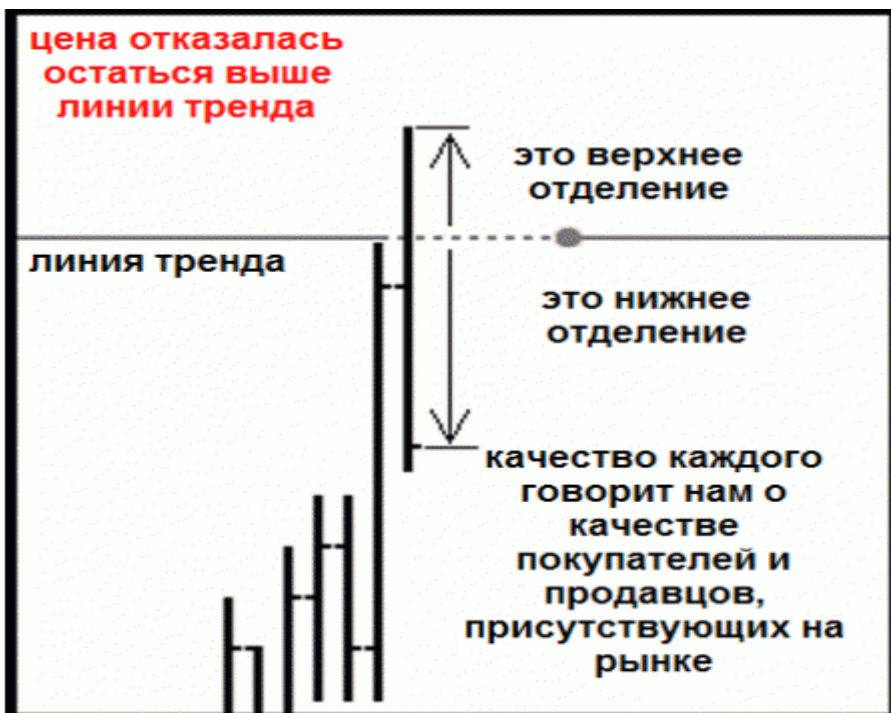 цена отказалась
остаться выше
линии тренда
это верхнее
отделение
линия тренда
это нижнее
отделение
качество каждого
говорит нам о
качестве
покупателей и
продавцов,
присутствующих на
рынке